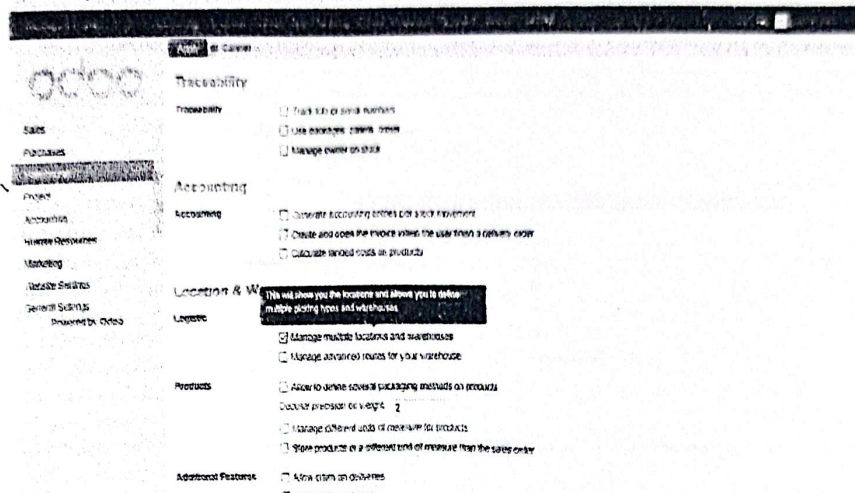 Apply or Cancel
odoo
Traceability
Traceability
Track lots or serial numbers
Use packages: pallets, boxes
Manage owner on stock
Sales
Purchases
Project
Accounting
Human Resources
Marketing
Website Settings
General Settings
Powered by Odoo
Accounting
Accounting
Generate accounting entries per stock movement
Create and open the invoice when the user finish a delivery order
Calculate landed costs on products
Location & W
This will show you the locations and allows you to define
multiple picking types and warehouses.
Logistic
Manage multiple locations and warehouses
Manage advanced routes for your warehouse
Products
Allow to define several packaging methods on products
Decimal precision on weight 2
Manage different units of measure for products
Store products in a different unit of measure than the sales order
Additional Features
Allow claim on deliveries